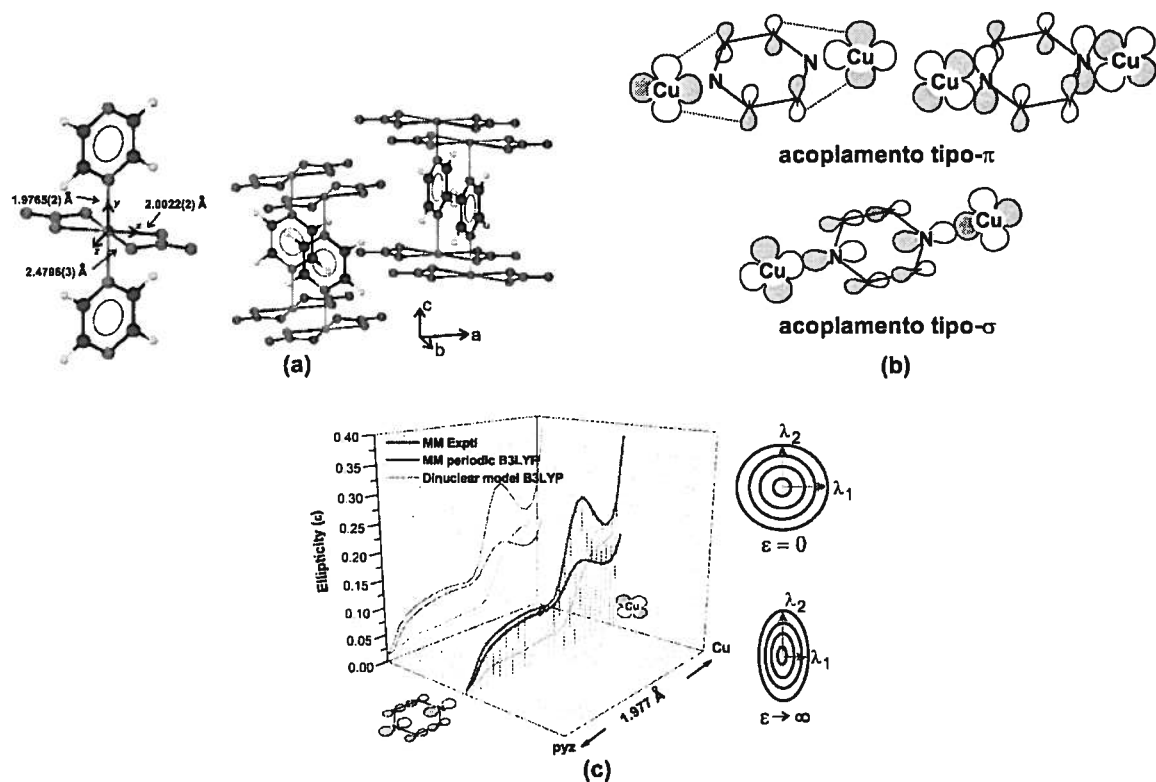 1.9765(2) Å
y
2.0022(2) Å
x
z
2.4786(3) Å
c
a
b
(a)
N
N
Cu
Cu
Cu
N
N
Cu
acoplamento tipo-π
Cu
N
N
Cu
acoplamento tipo-σ
(b)
0.40
0.35
0.30
0.25
0.20
0.15
0.10
0.05
0.00
Ellipticity (ε)
MM Exptl
MM periodic B3LYP
Dinuclear model B3LYP
Cu
Cu
1.977 Å
pyz
λ2
λ1
ε = 0
λ2
λ1
ε → ∞
(c)